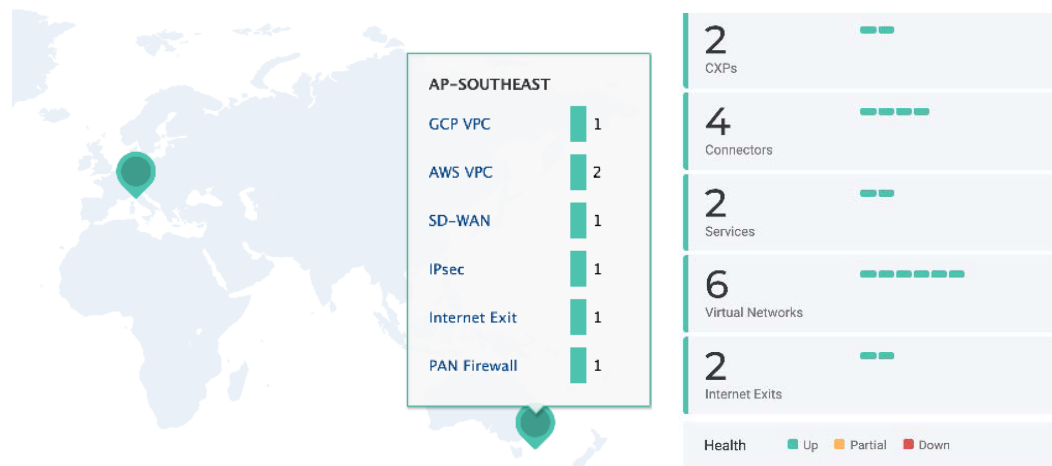 AP-SOUTHEAST
GCP VPC 1
AWS VPC 2
SD-WAN 1
IPsec 1
Internet Exit 1
PAN Firewall 1
2
CXPs
4
Connectors
2
Services
6
Virtual Networks
2
Internet Exits
Health Up Partial Down